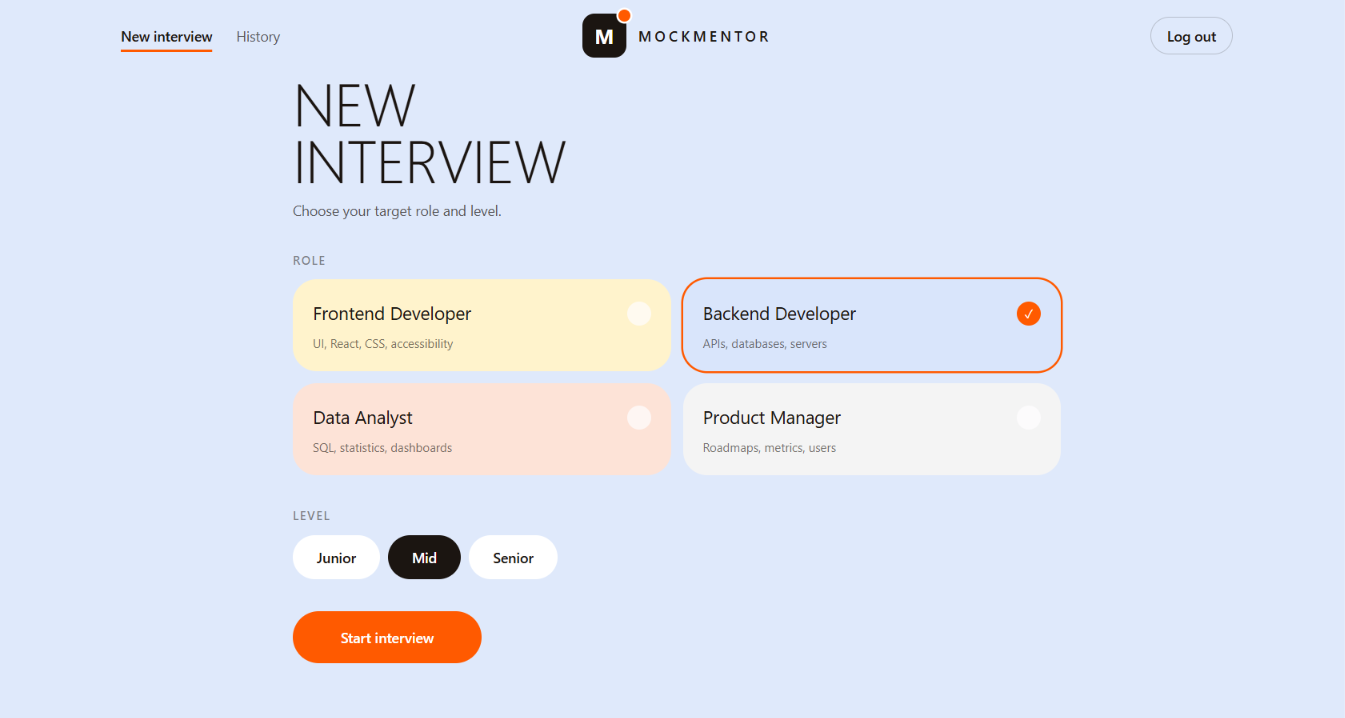 New interview
History
M
MOCKMENTOR
Log out
NEW
INTERVIEW
Choose your target role and level.
ROLE
Frontend Developer
UI, React, CSS, accessibility
Backend Developer
✓
APIs, databases, servers
Data Analyst
SQL, statistics, dashboards
Product Manager
Roadmaps, metrics, users
LEVEL
Junior
Mid
Senior
Start interview